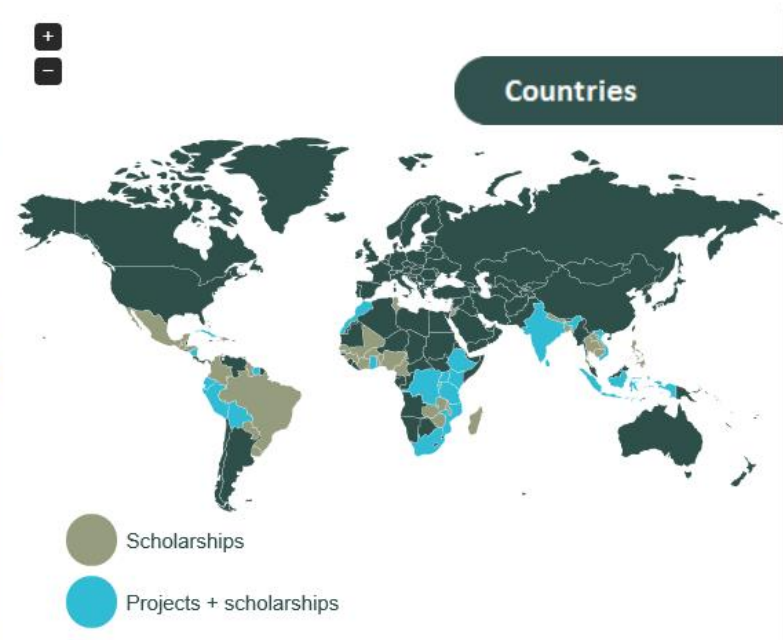 +
−
Countries
Scholarships
Projects + scholarships